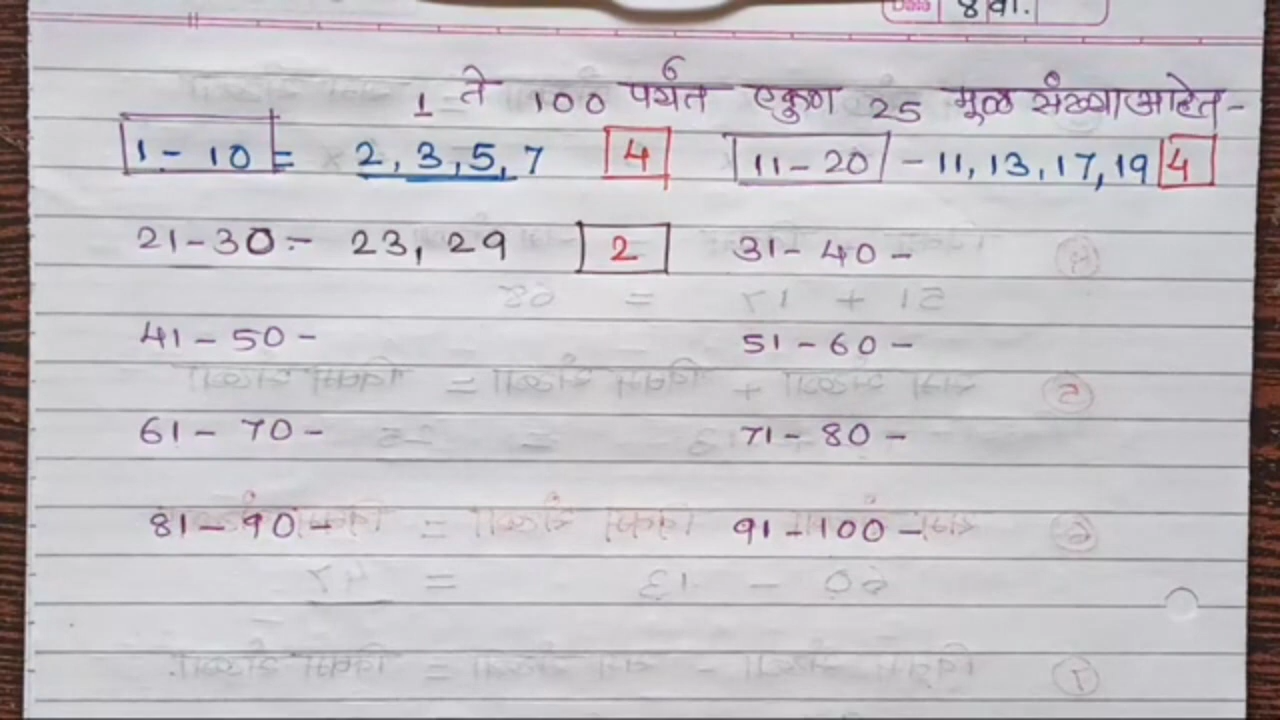 Date 8 वा.
1 ते 100 पर्यंत एकुण 25 मूळ संख्या आहेत-
1 - 10 = 2, 3, 5, 7 4 11 - 20 - 11, 13, 17, 19 4
21 - 30 :- 23, 29 2 31 - 40 -
41 - 50 - 51 - 60 -
61 - 70 - 71 - 80 -
81 - 90 - 91 - 100 -